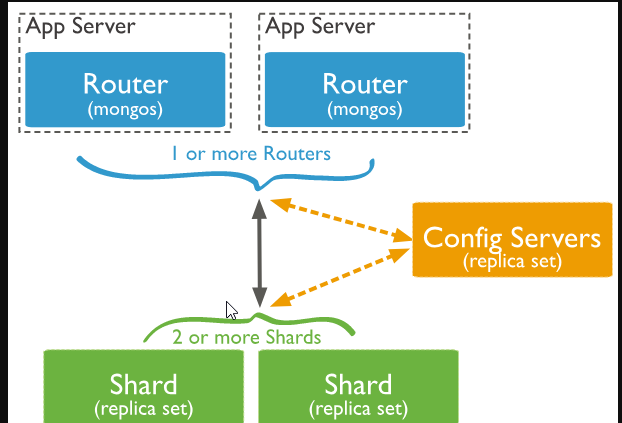 App Server
App Server
Router
(mongos)
Router
(mongos)
1 or more Routers
Config Servers
(replica set)
2 or more Shards
Shard
(replica set)
Shard
(replica set)